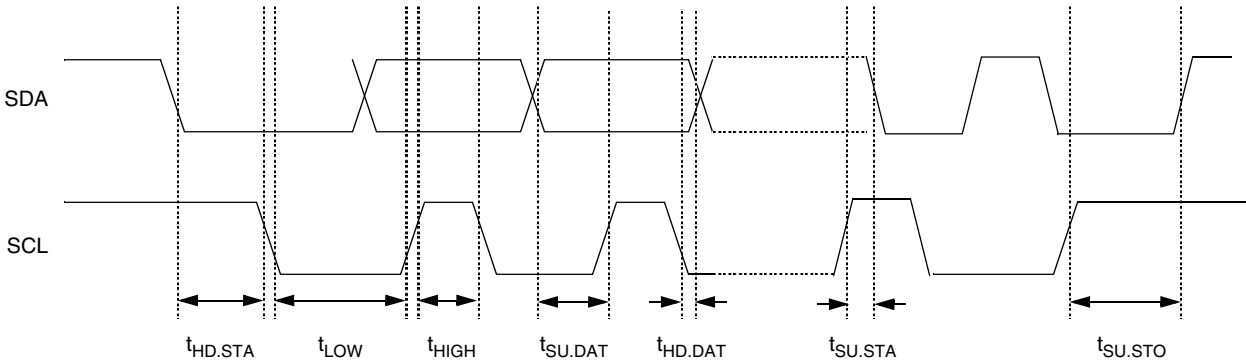 SDA
SCL
tHD.STA tLOW tHIGH tSU.DAT tHD.DAT tSU.STA tSU.STO